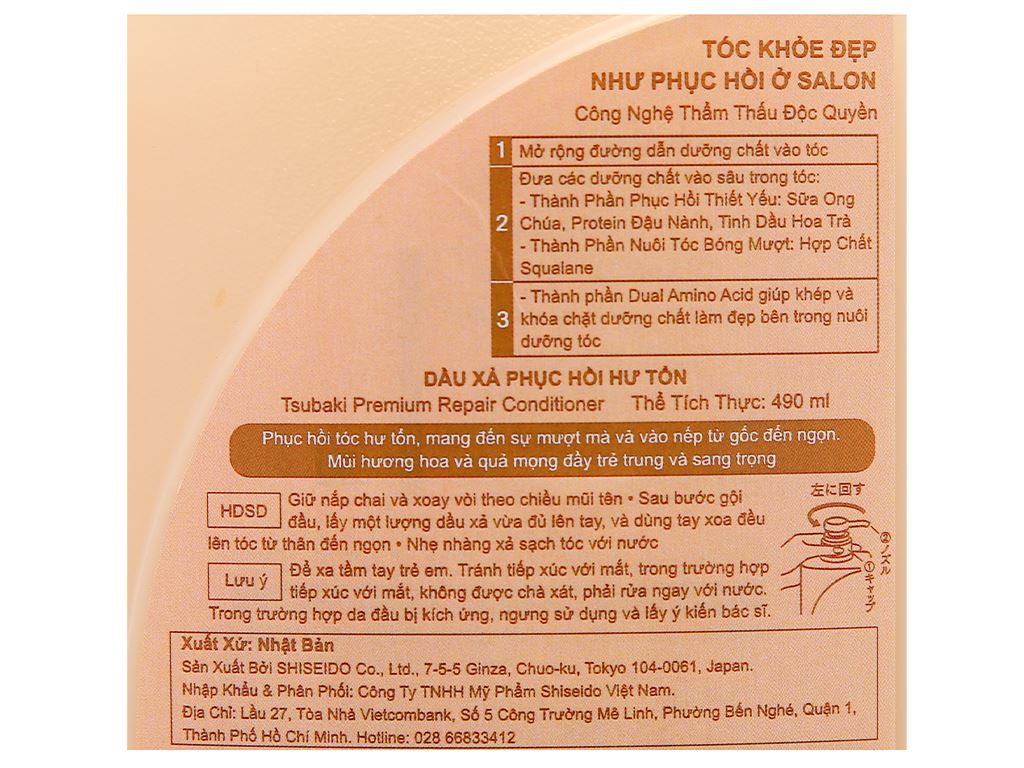 TÓC KHỎE ĐẸP
NHƯ PHỤC HỒI Ở SALON
Công Nghệ Thẩm Thấu Độc Quyền
1 Mở rộng đường dẫn dưỡng chất vào tóc
Đưa các dưỡng chất vào sâu trong tóc:
- Thành Phần Phục Hồi Thiết Yếu: Sữa Ong
2 Chúa, Protein Đậu Nành, Tinh Dầu Hoa Trà
- Thành Phần Nuôi Tóc Bóng Mượt: Hợp Chất
Squalane
- Thành phần Dual Amino Acid giúp khép và
3 khóa chặt dưỡng chất làm đẹp bên trong nuôi
dưỡng tóc
DẦU XẢ PHỤC HỒI HƯ TỔN
Tsubaki Premium Repair Conditioner Thể Tích Thực: 490 ml
Phục hồi tóc hư tổn, mang đến sự mượt mà và vào nếp từ gốc đến ngọn.
Mùi hương hoa và quả mọng đầy trẻ trung và sang trọng
HDSD Giữ nắp chai và xoay vòi theo chiều mũi tên • Sau bước gội
đầu, lấy một lượng dầu xả vừa đủ lên tay, và dùng tay xoa đều
lên tóc từ thân đến ngọn • Nhẹ nhàng xả sạch tóc với nước
左に回す
②ノズル
①キャップ
Lưu ý Để xa tầm tay trẻ em. Tránh tiếp xúc với mắt, trong trường hợp
tiếp xúc với mắt, không được chà xát, phải rửa ngay với nước.
Trong trường hợp da đầu bị kích ứng, ngưng sử dụng và lấy ý kiến bác sĩ.
Xuất Xứ: Nhật Bản
Sản Xuất Bởi SHISEIDO Co., Ltd., 7-5-5 Ginza, Chuo-ku, Tokyo 104-0061, Japan.
Nhập Khẩu & Phân Phối: Công Ty TNHH Mỹ Phẩm Shiseido Việt Nam.
Địa Chỉ: Lầu 27, Tòa Nhà Vietcombank, Số 5 Công Trường Mê Linh, Phường Bến Nghé, Quận 1,
Thành Phố Hồ Chí Minh. Hotline: 028 66833412